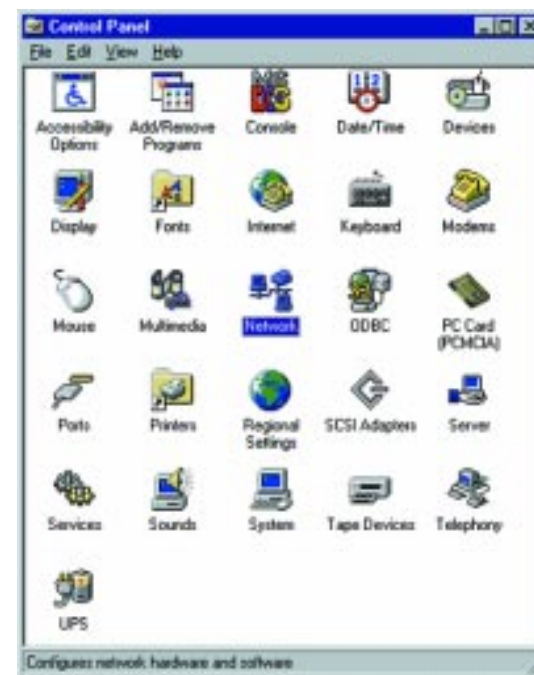 Control Panel
File Edit View Help
Accessibility Options
Add/Remove Programs
Console
Date/Time
Devices
Display
Fonts
Internet
Keyboard
Modems
Mouse
Multimedia
Network
ODBC
PC Card (PCMCIA)
Ports
Printers
Regional Settings
SCSI Adapters
Server
Services
Sounds
System
Tape Devices
Telephony
UPS
Configures network hardware and software